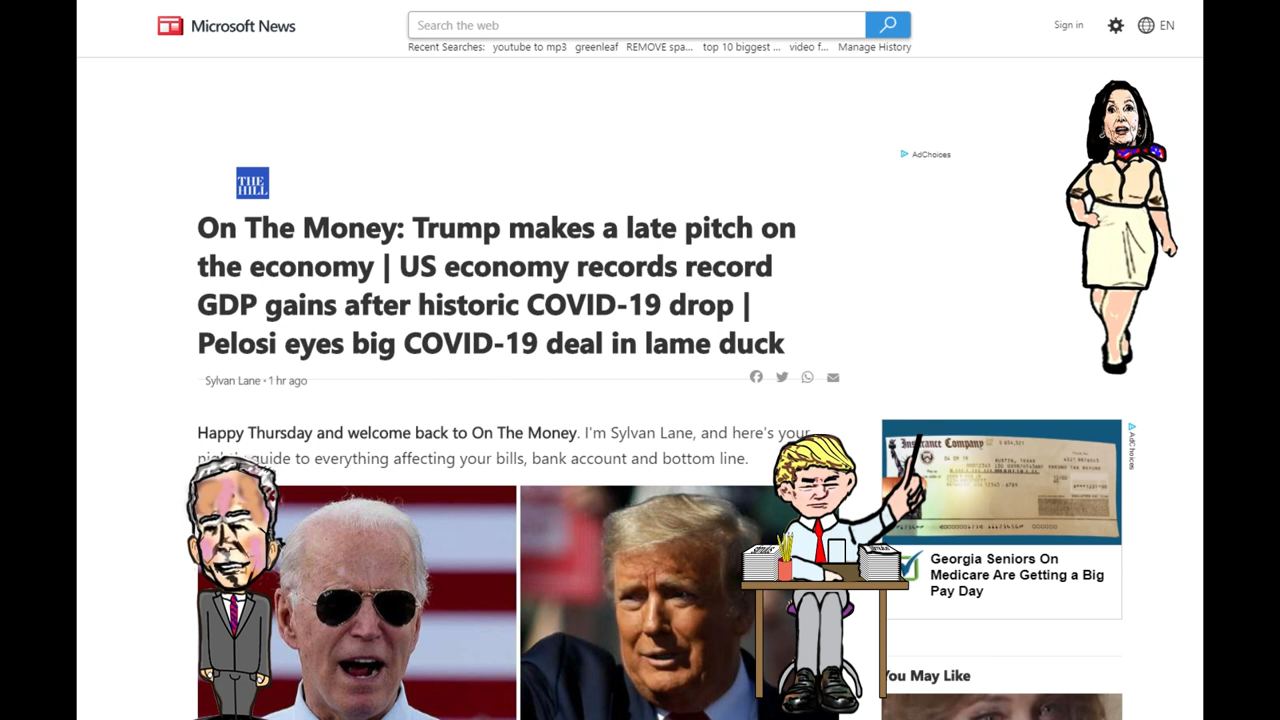 Microsoft News
Search the web
Sign in
EN
Recent Searches: youtube to mp3 greenleaf REMOVE spa... top 10 biggest ... video f... Manage History
AdChoices
THE
HILL
On The Money: Trump makes a late pitch on
the economy | US economy records record
GDP gains after historic COVID-19 drop |
Pelosi eyes big COVID-19 deal in lame duck
Sylvan Lane · 1 hr ago
Happy Thursday and welcome back to On The Money. I'm Sylvan Lane, and here's your
nightly guide to everything affecting your bills, bank account and bottom line.
Insurance Company
AUSTIN, TEXAS
AdChoices
Georgia Seniors On
Medicare Are Getting a Big
Pay Day
You May Like